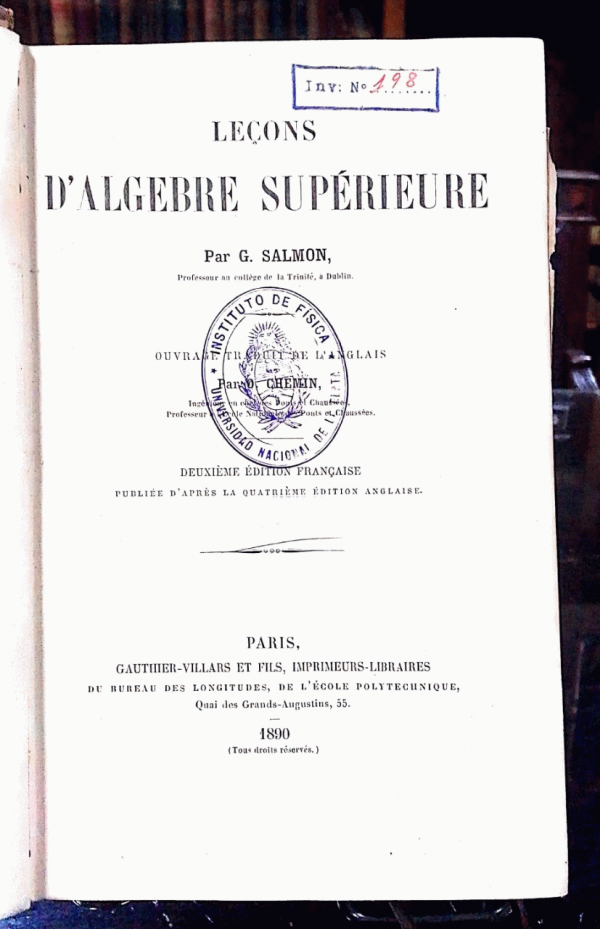 Inv: Nº 198
LEÇONS
D'ALGÈBRE SUPÉRIEURE
Par G. SALMON,
Professeur au collège de la Trinité, à Dublin.
INSTITUTO DE FÍSICA
UNIVERSIDAD NACIONAL DE LA PLATA
OUVRAGE TRADUIT DE L'ANGLAIS
Par O. CHEMIN,
Ingénieur en chef des Ponts et Chaussées,
Professeur à l'École Nationale des Ponts et Chaussées.
DEUXIÈME ÉDITION FRANÇAISE
PUBLIÉE D'APRÈS LA QUATRIÈME ÉDITION ANGLAISE.
PARIS,
GAUTHIER-VILLARS ET FILS, IMPRIMEURS-LIBRAIRES
DU BUREAU DES LONGITUDES, DE L'ÉCOLE POLYTECHNIQUE,
Quai des Grands-Augustins, 55.
1890
(Tous droits réservés.)